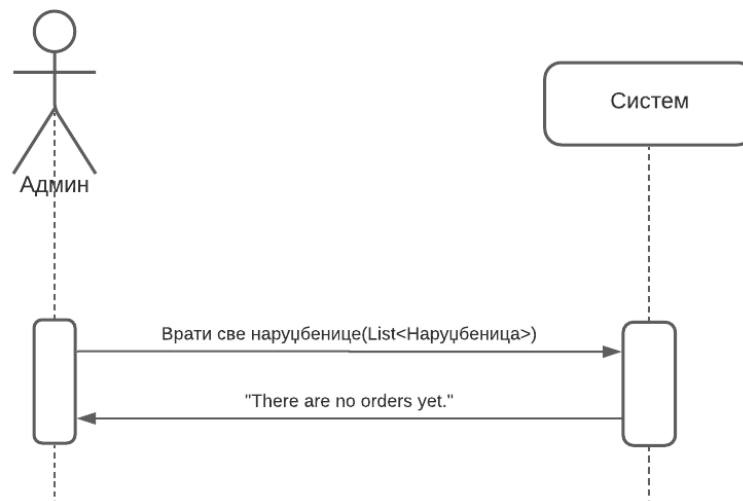 Систем
Админ
Врати све наруџбенице(List<Наруџбеница>)
"There are no orders yet."